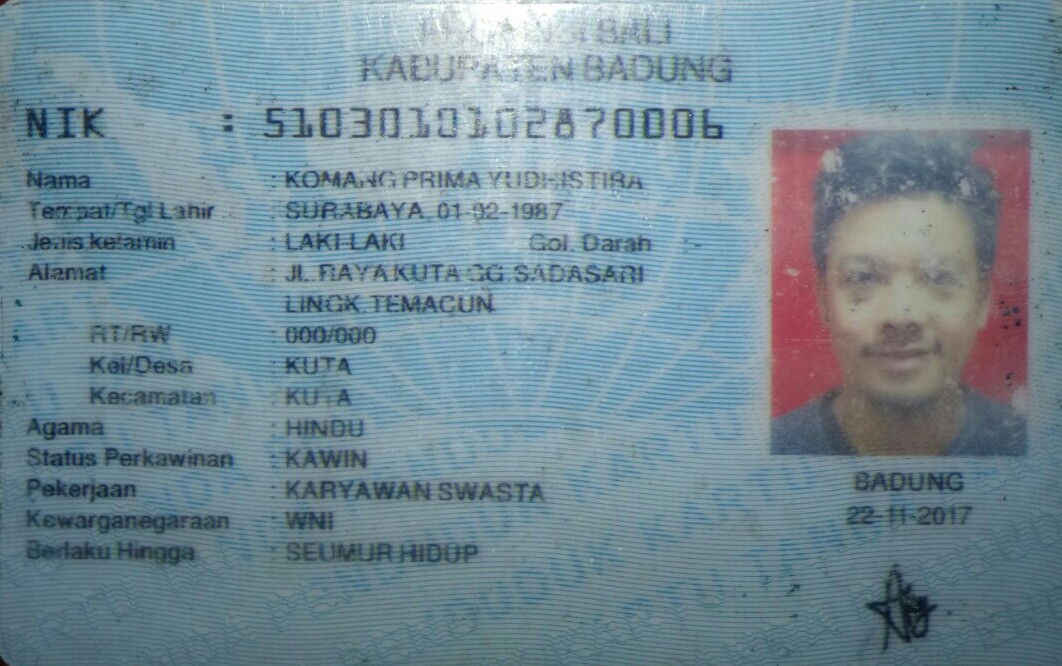 PROVINSI BALI
KABUPATEN BADUNG
NIK : 5103010102870006
Nama : KOMANG PRIMA YUDHISTIRA
Tempat/Tgl Lahir : SURABAYA, 01-02-1987
Jenis kelamin : LAKI-LAKI Gol. Darah : -
Alamat : JL. RAYA KUTA GG. SADASARI
LINGK. TEMACUN
RT/RW : 000/000
Kel/Desa : KUTA
Kecamatan : KUTA
Agama : HINDU
Status Perkawinan : KAWIN
Pekerjaan : KARYAWAN SWASTA
Kewarganegaraan : WNI
Berlaku Hingga : SEUMUR HIDUP
BADUNG
22-11-2017